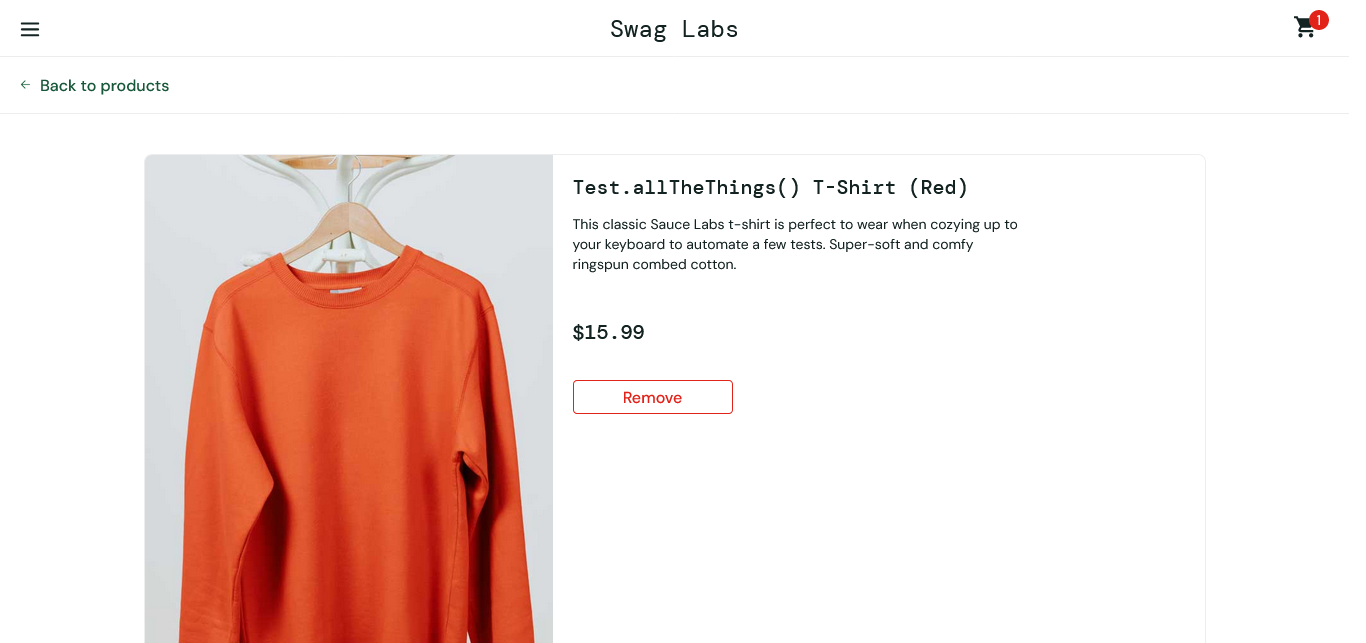 Swag Labs
1
Back to products
Test.allTheThings() T-Shirt (Red)
This classic Sauce Labs t-shirt is perfect to wear when cozying up to
your keyboard to automate a few tests. Super-soft and comfy
ringspun combed cotton.
$15.99
Remove